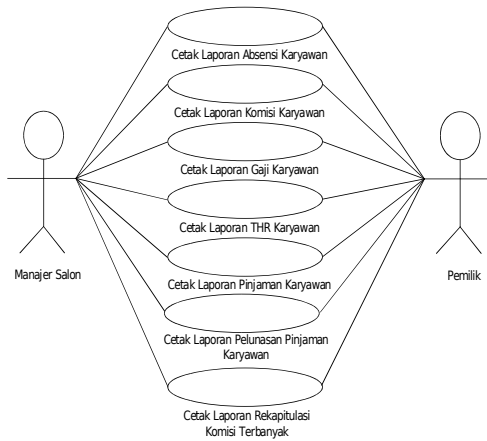 Cetak Laporan Absensi Karyawan
Cetak Laporan Komisi Karyawan
Cetak Laporan Gaji Karyawan
Cetak Laporan THR Karyawan
Manajer Salon
Pemilik
Cetak Laporan Pinjaman Karyawan
Cetak Laporan Pelunasan Pinjaman
Karyawan
Cetak Laporan Rekapitulasi
Komisi Terbanyak